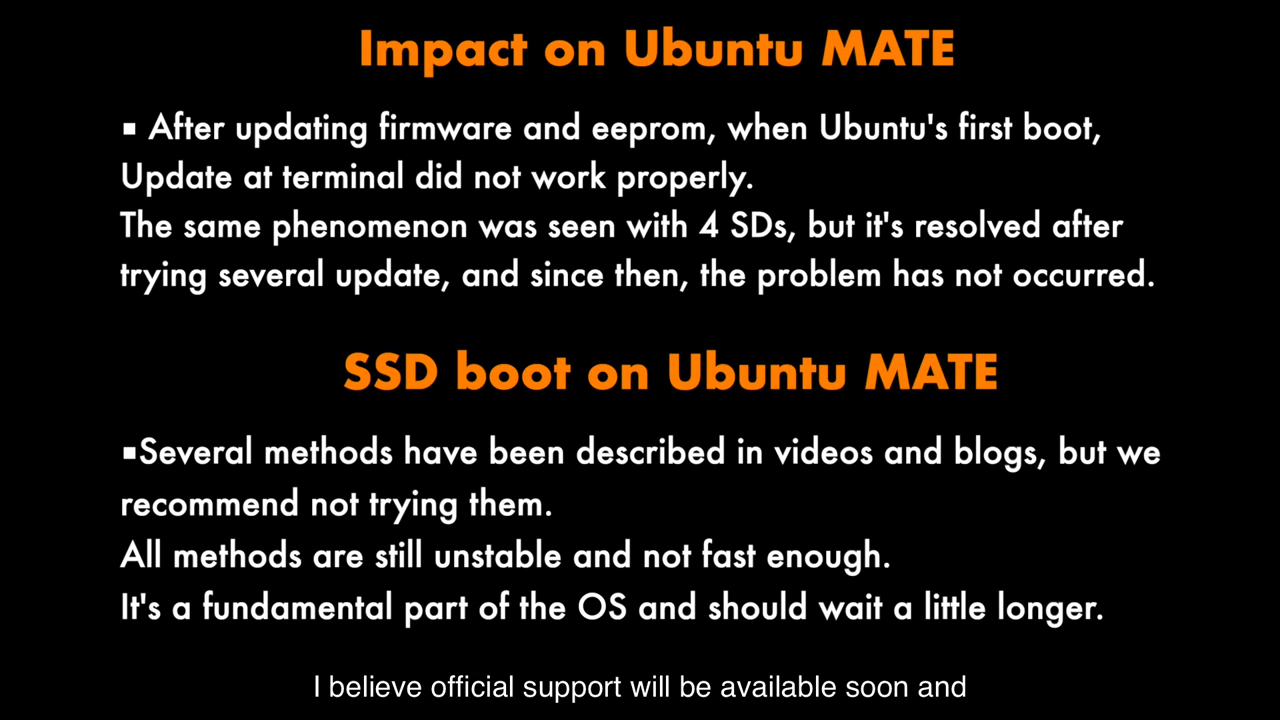 Impact on Ubuntu MATE
▪ After updating firmware and eeprom, when Ubuntu's first boot,
Update at terminal did not work properly.
The same phenomenon was seen with 4 SDs, but it's resolved after
trying several update, and since then, the problem has not occurred.
SSD boot on Ubuntu MATE
▪Several methods have been described in videos and blogs, but we
recommend not trying them.
All methods are still unstable and not fast enough.
It's a fundamental part of the OS and should wait a little longer.
I believe official support will be available soon and